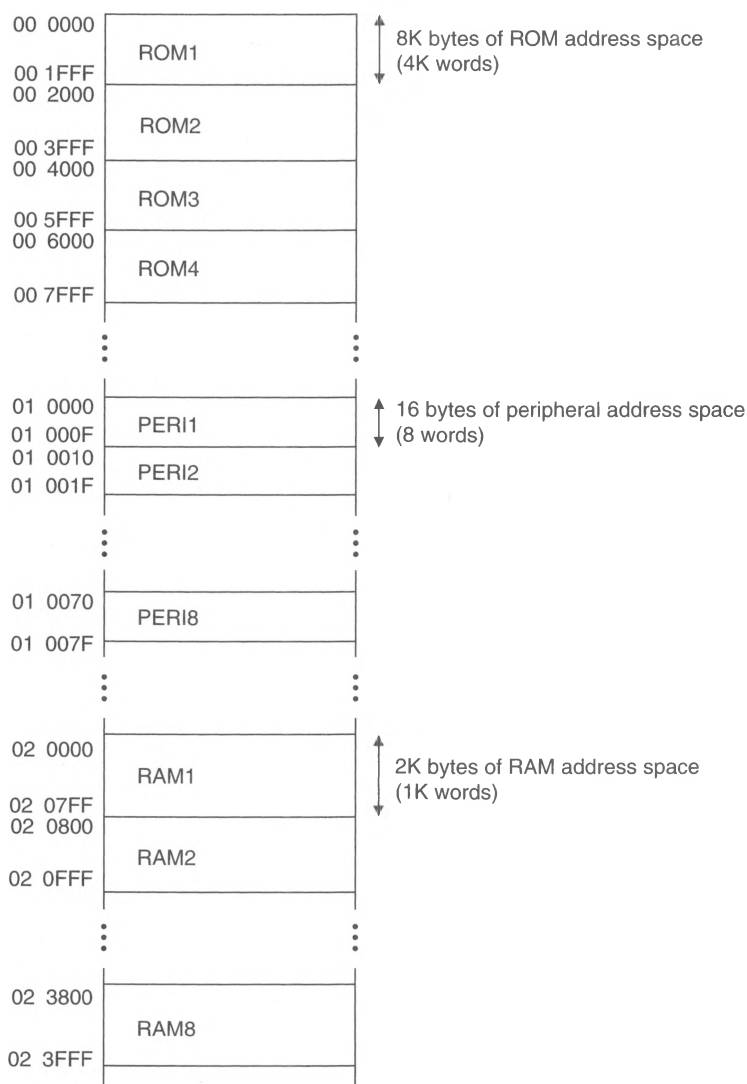 00 0000
ROM1
8K bytes of ROM address space
(4K words)
00 1FFF
00 2000
ROM2
00 3FFF
00 4000
ROM3
00 5FFF
00 6000
ROM4
00 7FFF
01 0000
PERI1
16 bytes of peripheral address space
(8 words)
01 000F
01 0010
PERI2
01 001F
01 0070
PERI8
01 007F
02 0000
RAM1
2K bytes of RAM address space
(1K words)
02 07FF
02 0800
RAM2
02 0FFF
02 3800
RAM8
02 3FFF